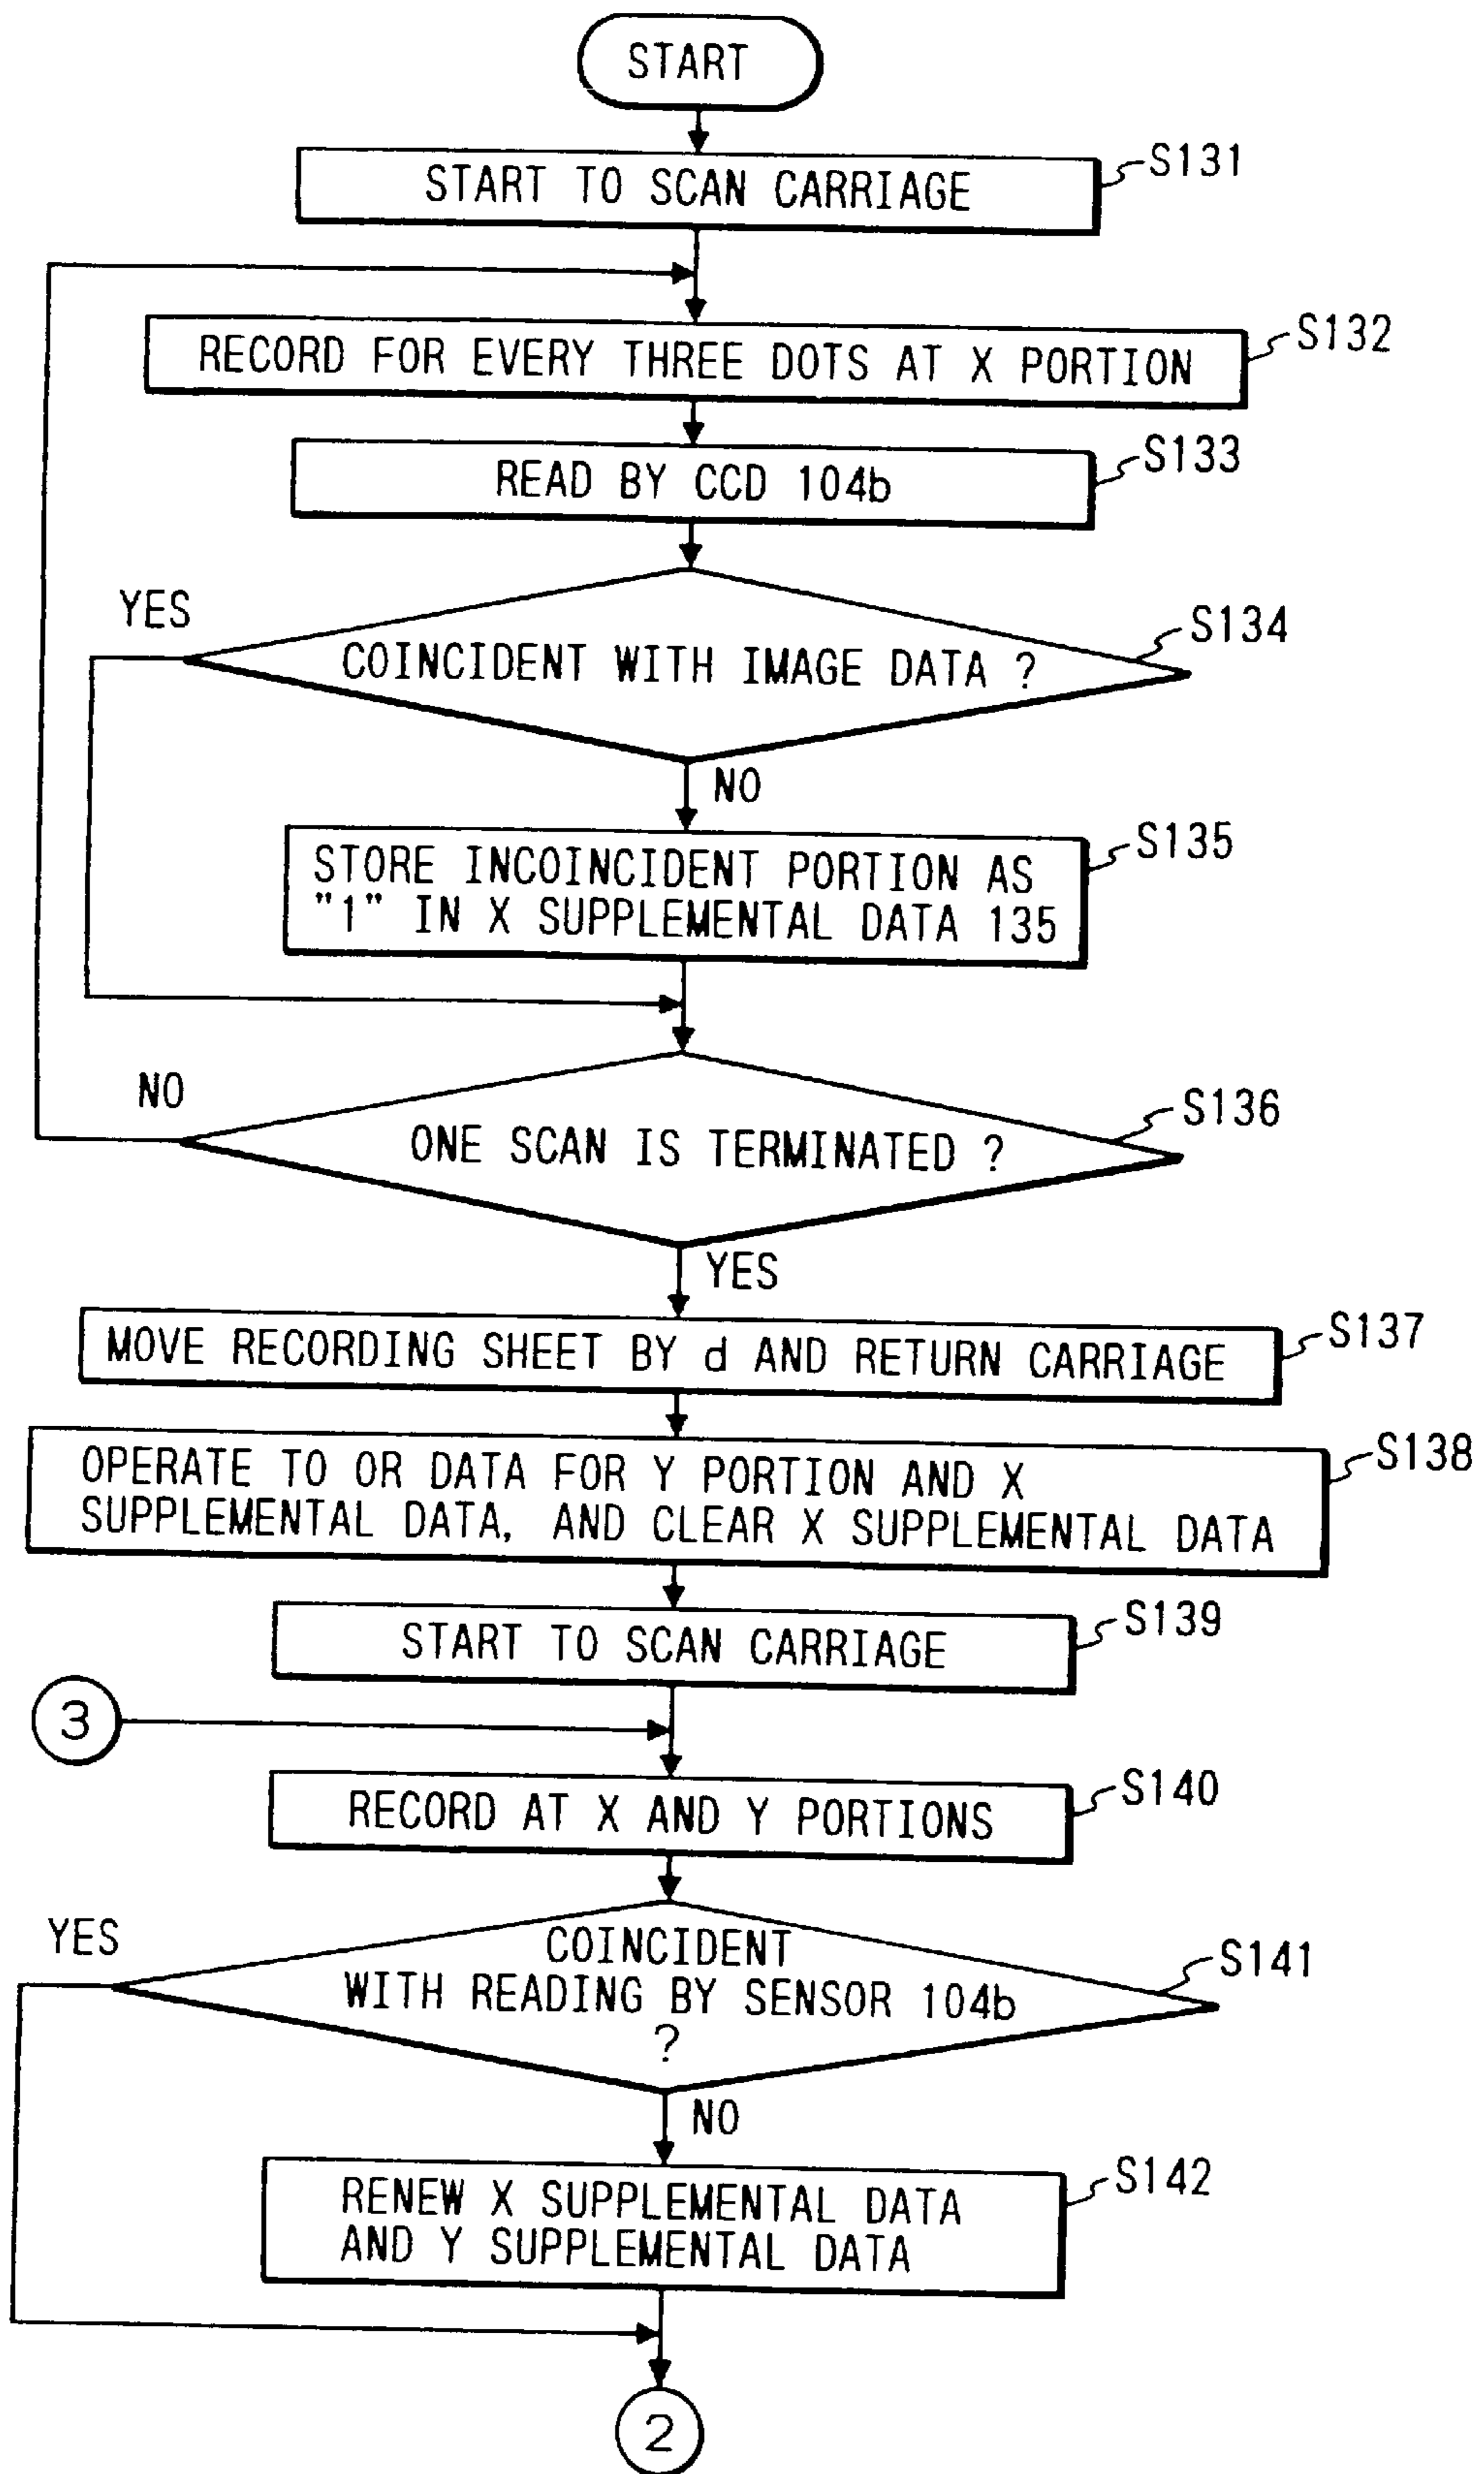 START
START TO SCAN CARRIAGE
S131
RECORD FOR EVERY THREE DOTS AT X PORTION
S132
READ BY CCD 104b
S133
YES
COINCIDENT WITH IMAGE DATA ?
S134
NO
STORE INCOINCIDENT PORTION AS
"1" IN X SUPPLEMENTAL DATA 135
S135
NO
ONE SCAN IS TERMINATED ?
S136
YES
MOVE RECORDING SHEET BY d AND RETURN CARRIAGE
S137
OPERATE TO OR DATA FOR Y PORTION AND X
SUPPLEMENTAL DATA, AND CLEAR X SUPPLEMENTAL DATA
S138
START TO SCAN CARRIAGE
S139
3
RECORD AT X AND Y PORTIONS
S140
YES
COINCIDENT
WITH READING BY SENSOR 104b
?
S141
NO
RENEW X SUPPLEMENTAL DATA
AND Y SUPPLEMENTAL DATA
S142
2